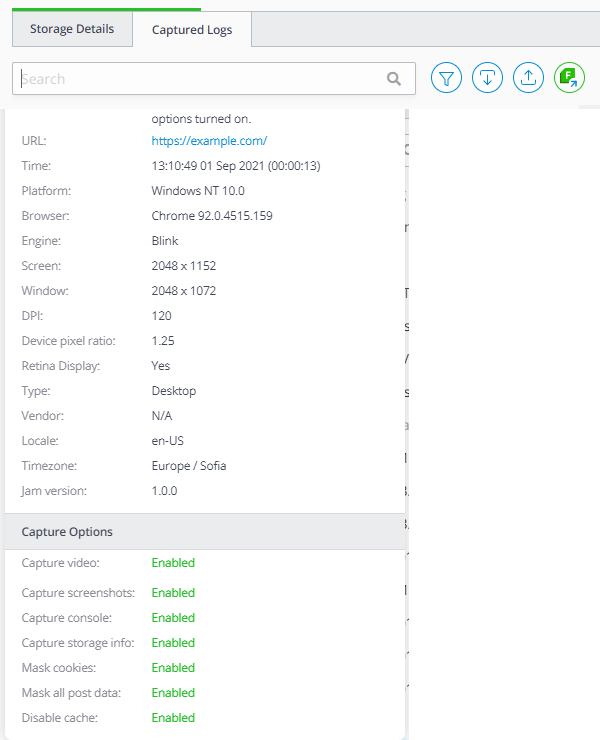 Storage Details
Captured Logs
Search
F
options turned on.
URL: https://example.com/
Time: 13:10:49 01 Sep 2021 (00:00:13)
Platform: Windows NT 10.0
Browser: Chrome 92.0.4515.159
Engine: Blink
Screen: 2048 x 1152
Window: 2048 x 1072
DPI: 120
Device pixel ratio: 1.25
Retina Display: Yes
Type: Desktop
Vendor: N/A
Locale: en-US
Timezone: Europe / Sofia
Jam version: 1.0.0
Capture Options
Capture video: Enabled
Capture screenshots: Enabled
Capture console: Enabled
Capture storage info: Enabled
Mask cookies: Enabled
Mask all post data: Enabled
Disable cache: Enabled